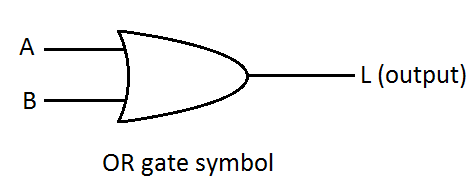 A
L (output)
B
OR gate symbol